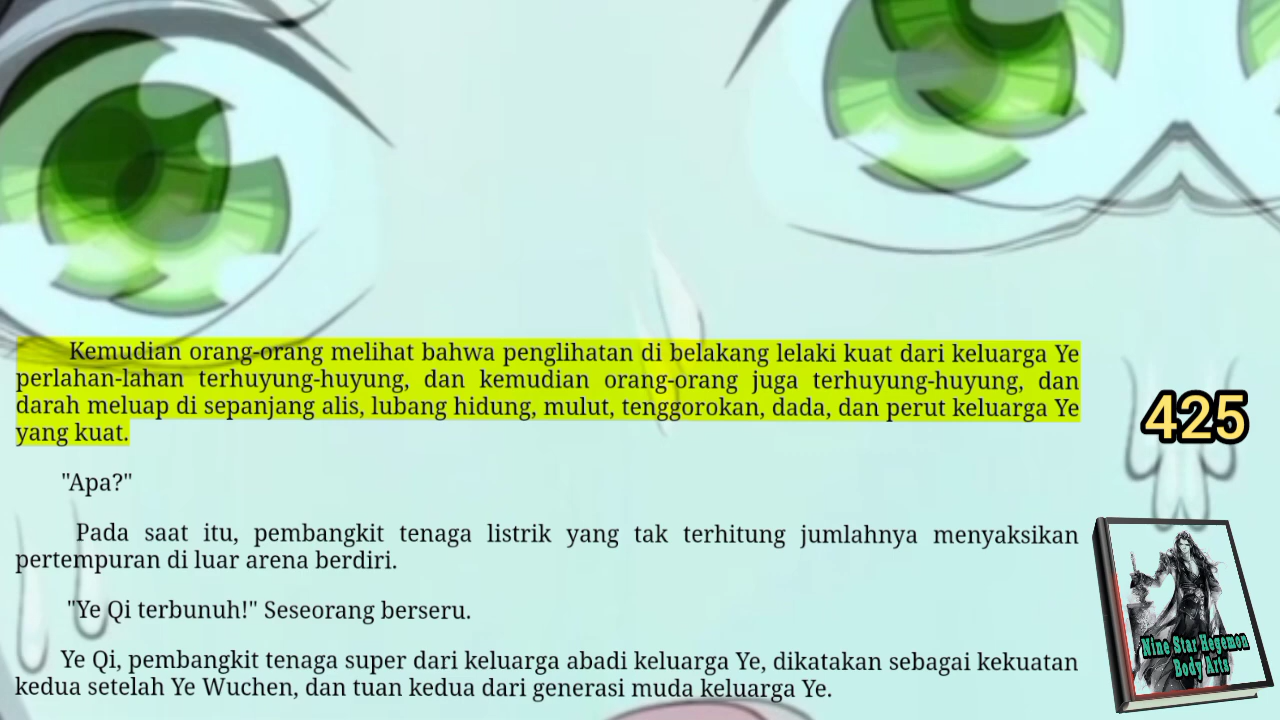 Kemudian orang-orang melihat bahwa penglihatan di belakang lelaki kuat dari keluarga Ye
perlahan-lahan terhuyung-huyung, dan kemudian orang-orang juga terhuyung-huyung, dan
darah meluap di sepanjang alis, lubang hidung, mulut, tenggorokan, dada, dan perut keluarga Ye
yang kuat.
"Apa?"
Pada saat itu, pembangkit tenaga listrik yang tak terhitung jumlahnya menyaksikan
pertempuran di luar arena berdiri.
"Ye Qi terbunuh!" Seseorang berseru.
Ye Qi, pembangkit tenaga super dari keluarga abadi keluarga Ye, dikatakan sebagai kekuatan
kedua setelah Ye Wuchen, dan tuan kedua dari generasi muda keluarga Ye.
425
Nine Star Hegemon
Body Arts